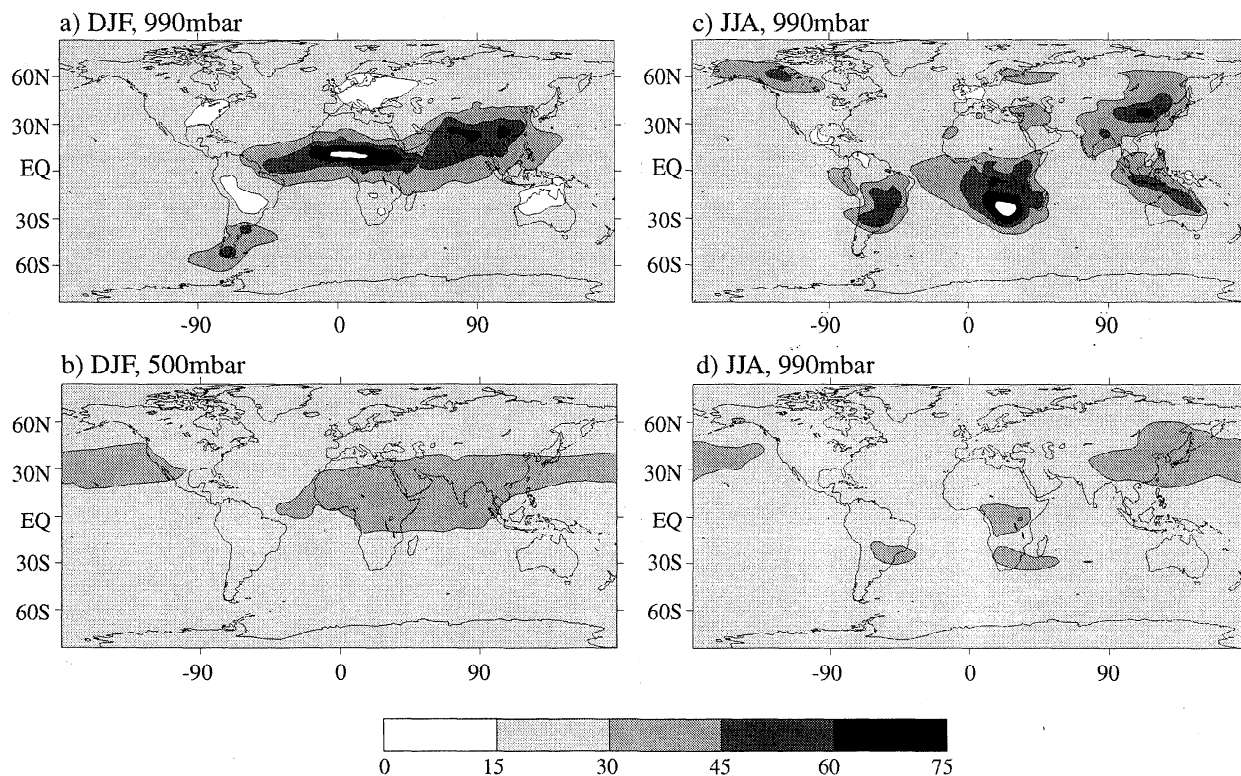 a) DJF, 990mbar
60N
30N
EQ
30S
60S
-90 0 90
c) JJA, 990mbar
60N
30N
EQ
30S
60S
-90 0 90
b) DJF, 500mbar
60N
30N
EQ
30S
60S
-90 0 90
d) JJA, 990mbar
60N
30N
EQ
30S
60S
-90 0 90
0 15 30 45 60 75